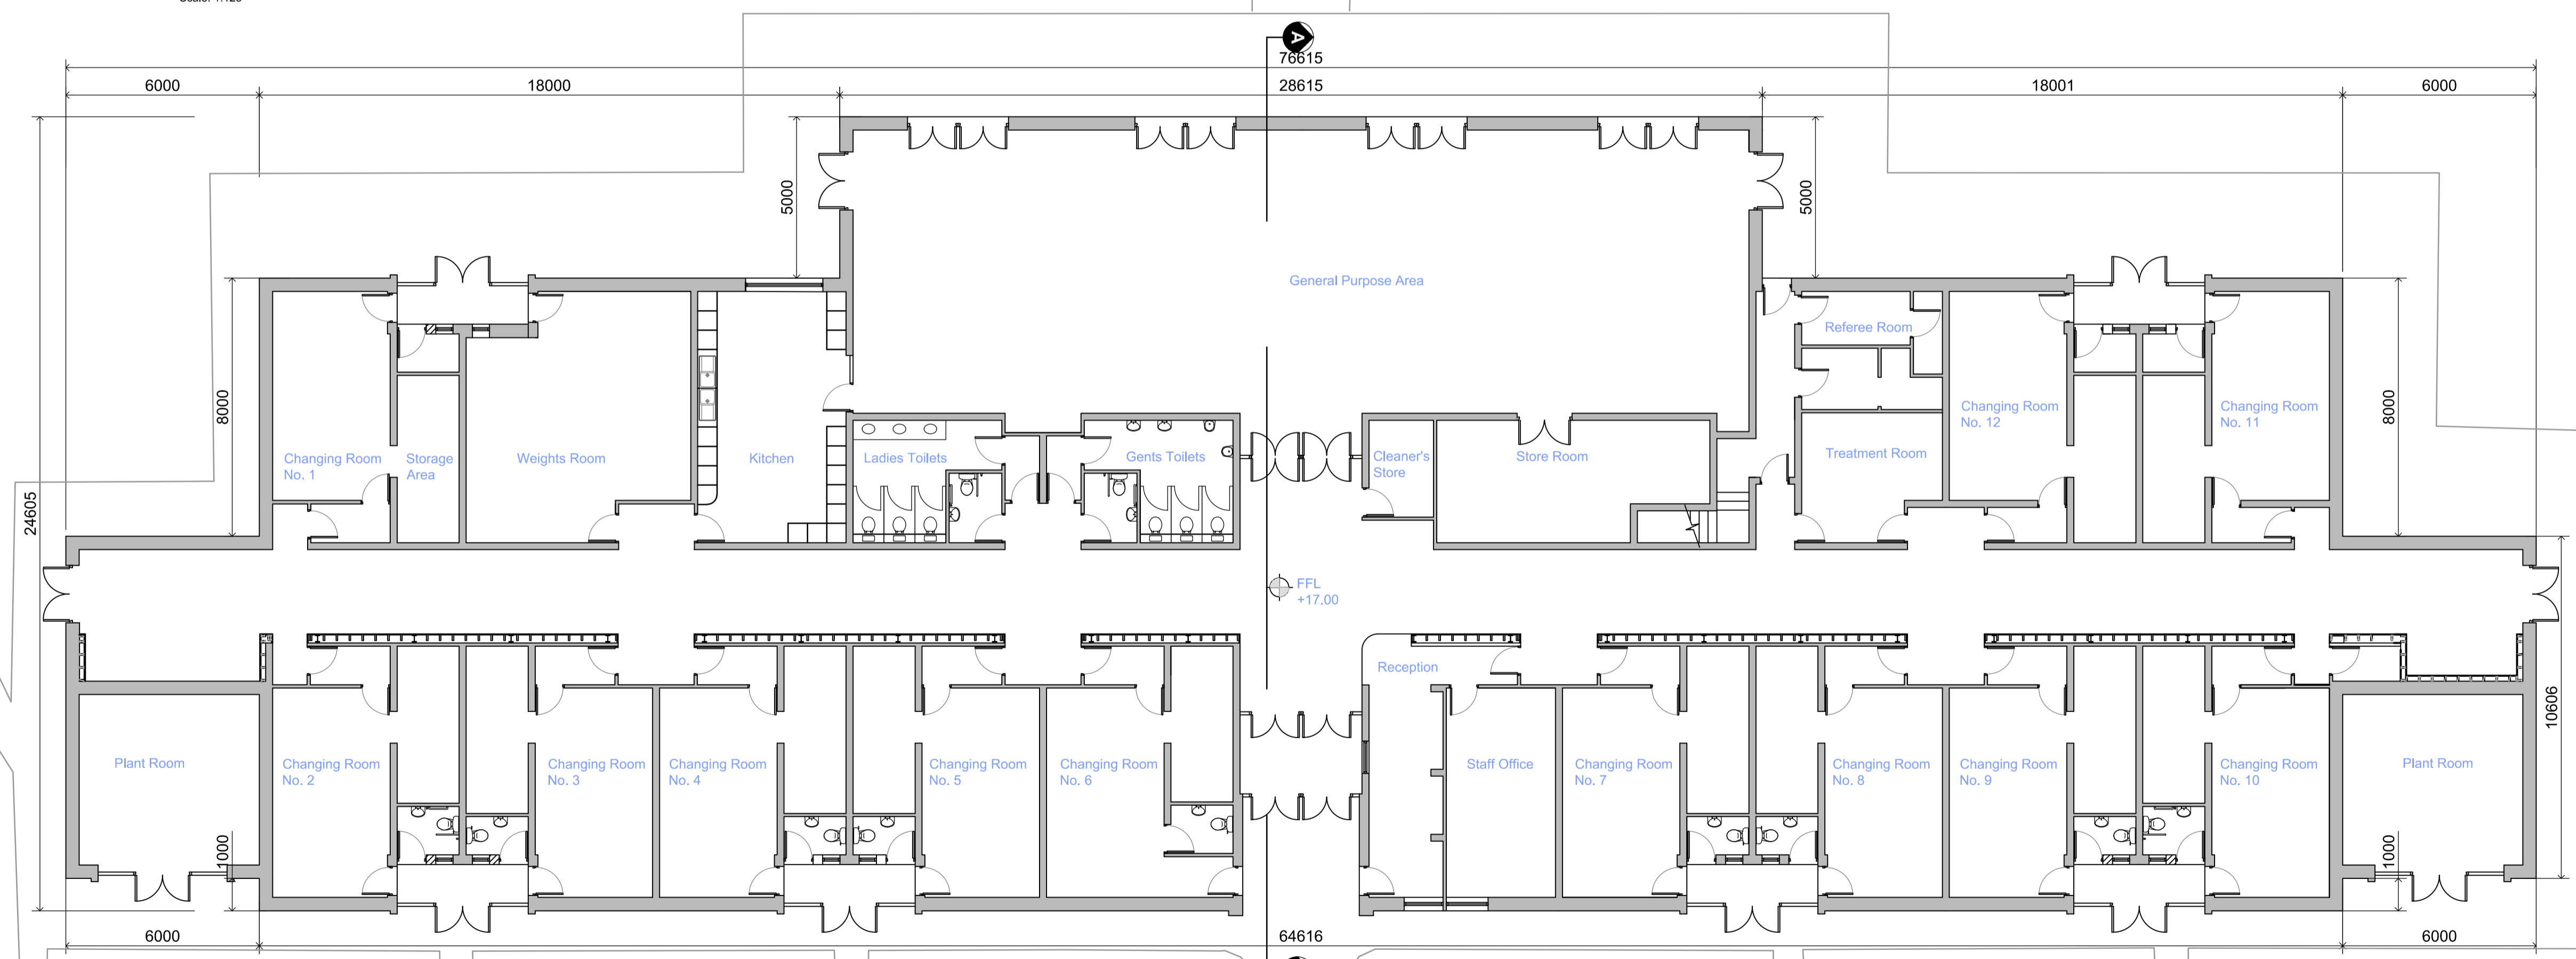 A
76615
6000
18000
28615
18001
6000
5000
5000
General Purpose Area
Referee Room
8000
8000
Changing Room
No. 12
Changing Room
No. 11
Changing Room
No. 1
Storage
Area
Weights Room
Kitchen
Ladies Toilets
Gents Toilets
Cleaner's
Store
Store Room
Treatment Room
24605
FFL
+17.00
Reception
10606
Plant Room
Changing Room
No. 2
Changing Room
No. 3
Changing Room
No. 4
Changing Room
No. 5
Changing Room
No. 6
Staff Office
Changing Room
No. 7
Changing Room
No. 8
Changing Room
No. 9
Changing Room
No. 10
Plant Room
1000
1000
6000
64616
6000